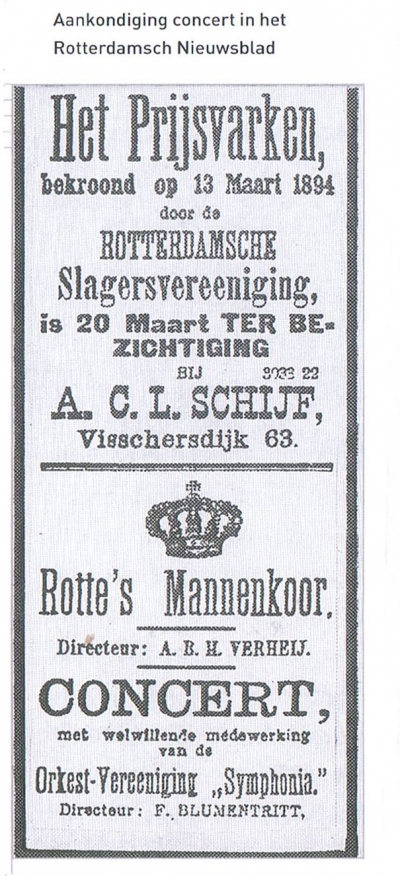 Aankondiging concert in het
Rotterdamsch Nieuwsblad
Het Prijsvarken,
bekroond op 13 Maart 1894
door de
ROTTERDAMSCHE
Slagersvereeniging,
is 20 Maart TER BE-
ZICHTIGING
BIJ 8033 22
A. C. L. SCHIJF,
Visschersdijk 63.
Rotte's Mannenkoor.
Directeur: A. B. H. VERHEIJ.
CONCERT,
met welwillende medewerking
van de
Orkest-Vereeniging „Symphonia.”
Directeur: F. BLUMENTRITT,